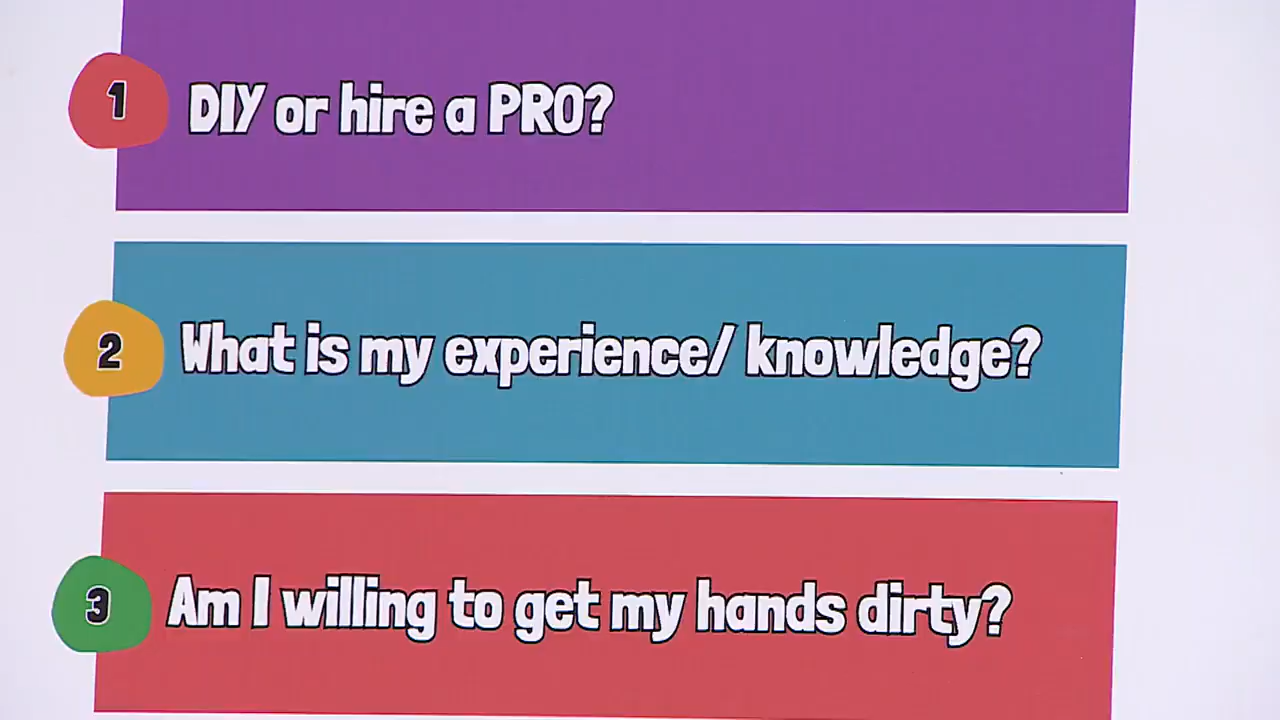 1 DIY or hire a PRO?
2 What is my experience/ knowledge?
3 Am I willing to get my hands dirty?